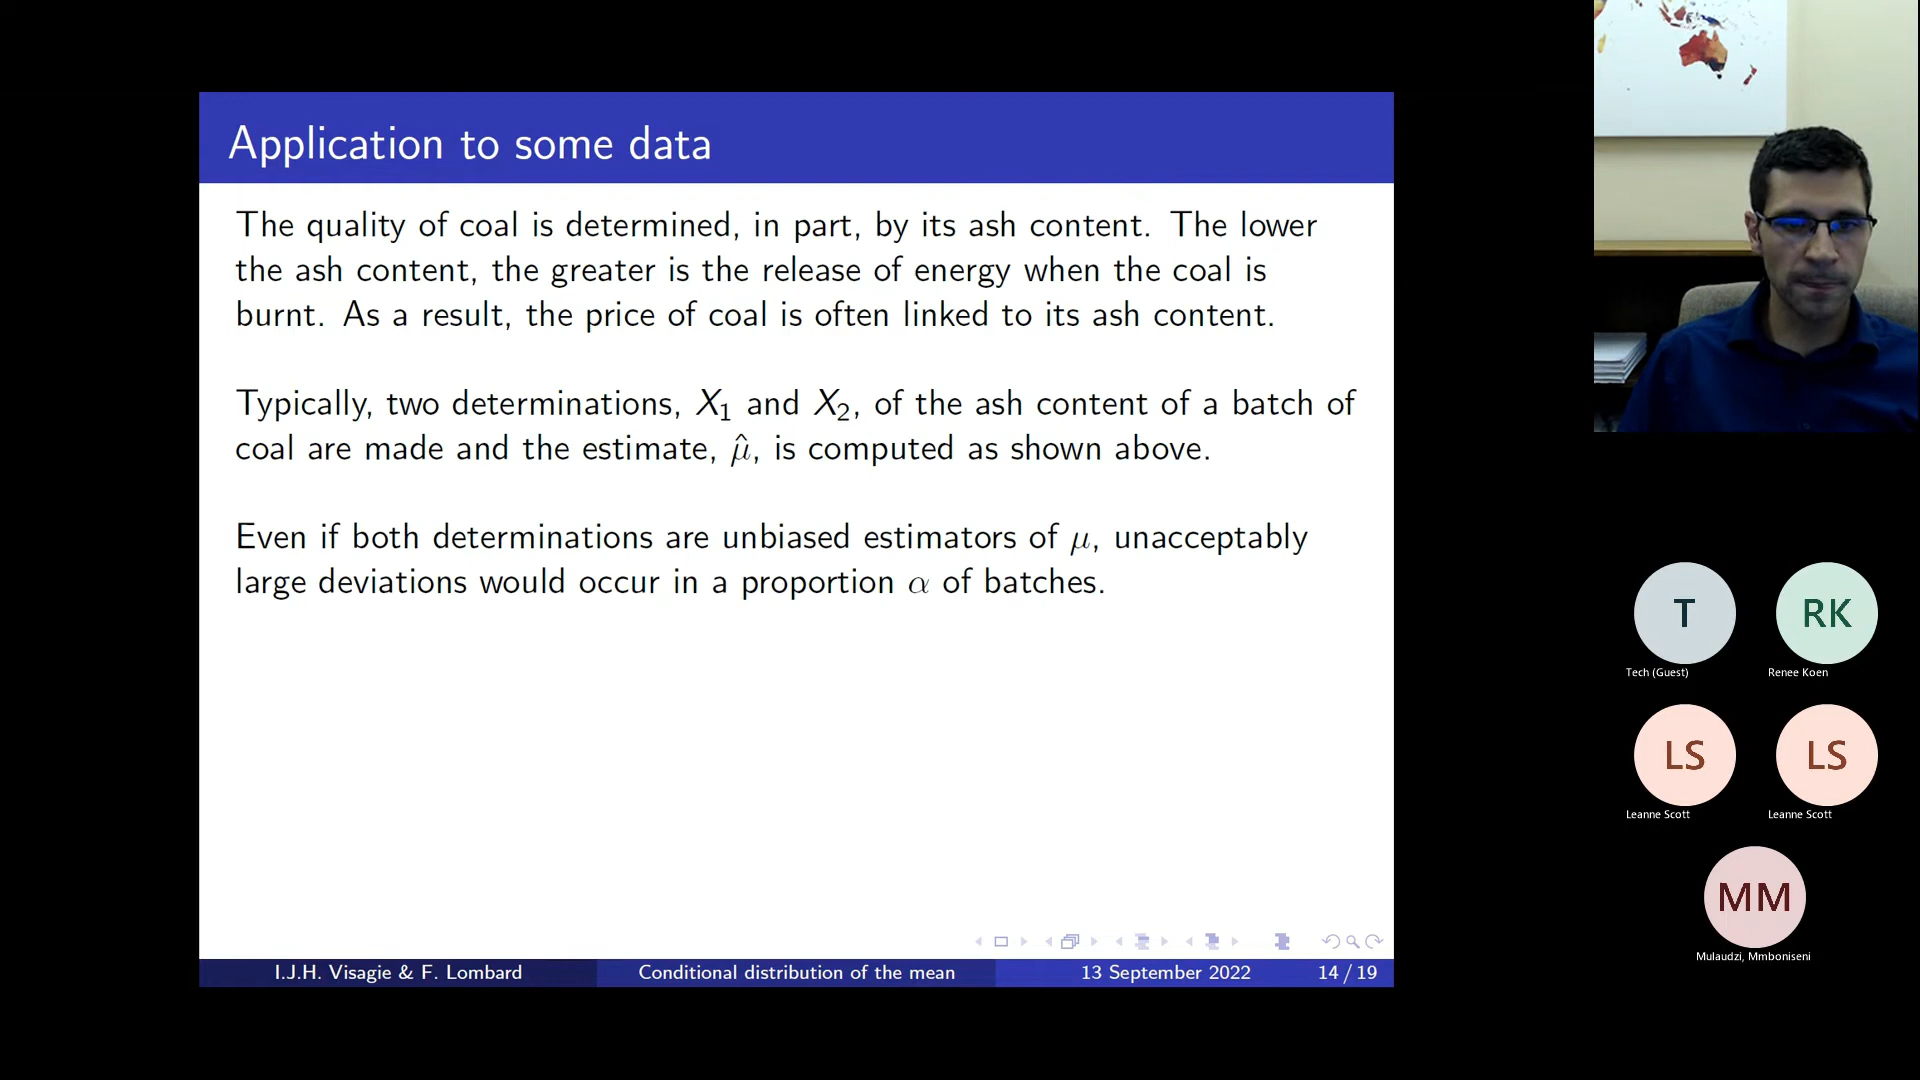 Application to some data
The quality of coal is determined, in part, by its ash content. The lower
the ash content, the greater is the release of energy when the coal is
burnt. As a result, the price of coal is often linked to its ash content.
Typically, two determinations, X₁ and X₂, of the ash content of a batch of
coal are made and the estimate, μ̂, is computed as shown above.
Even if both determinations are unbiased estimators of μ, unacceptably
large deviations would occur in a proportion α of batches.
I.J.H. Visagie & F. Lombard
Conditional distribution of the mean
13 September 2022
14 / 19
T
Tech (Guest)
RK
Renee Koen
LS
Leanne Scott
LS
Leanne Scott
MM
Mulaudzi, Mmboniseni